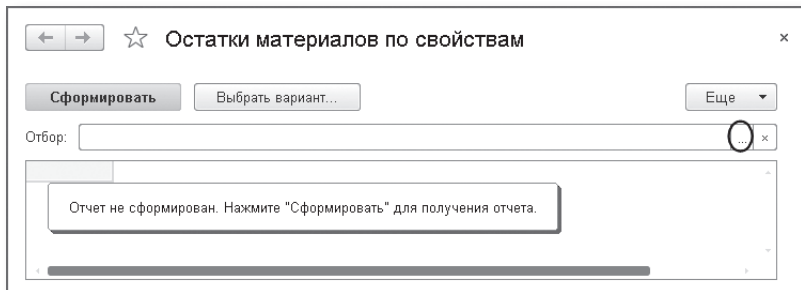 Остатки материалов по свойствам
Сформировать Выбрать вариант... Еще
Отбор: ...
Отчет не сформирован. Нажмите "Сформировать" для получения отчета.